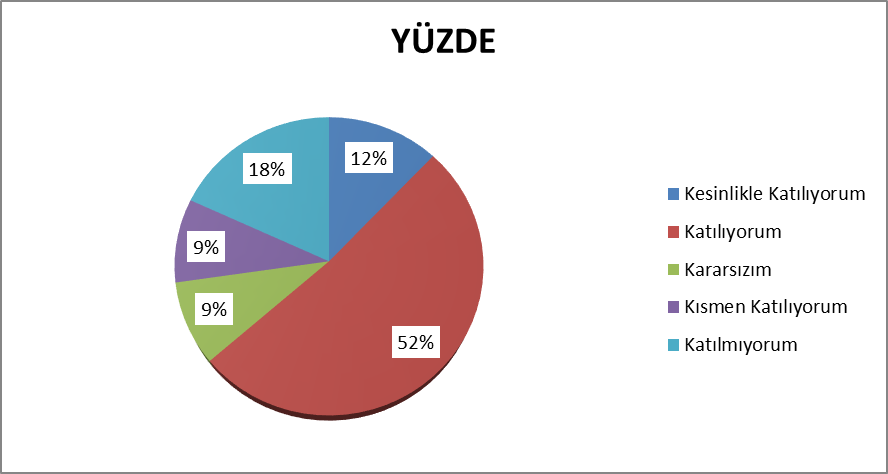 YÜZDE
12%
18%
9%
9%
52%
Kesinlikle Katılıyorum
Katılıyorum
Kararsızım
Kısmen Katılıyorum
Katılmıyorum